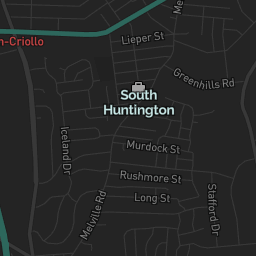 Me
Lieper St
n-Criollo
Greenhills Rd
South
Huntington
Iceland Dr
Murdock St
Rushmore St
Long St
Stafford Dr
Melville Rd